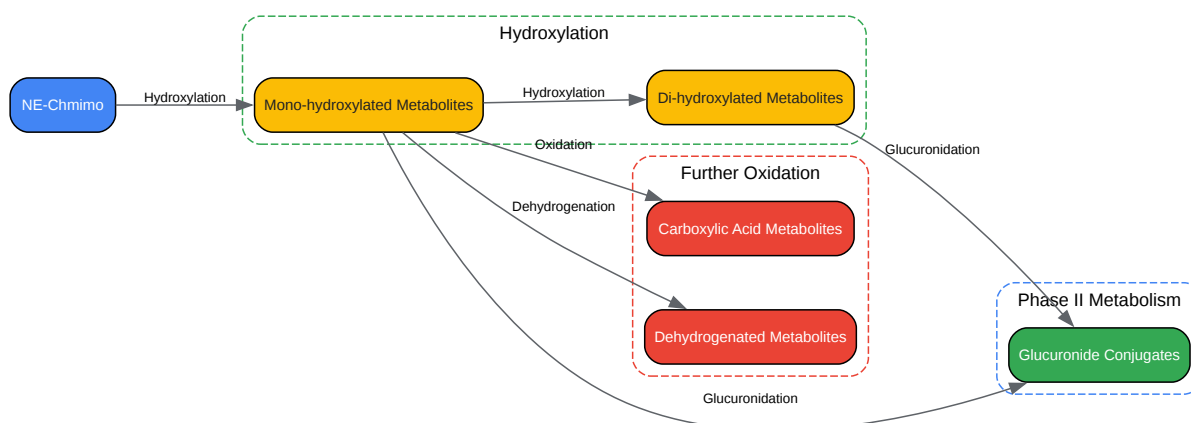 Hydroxylation
NE-Chmimo
Hydroxylation
Mono-hydroxylated Metabolites
Hydroxylation
Di-hydroxylated Metabolites
Oxidation
Glucuronidation
Further Oxidation
Dehydrogenation
Carboxylic Acid Metabolites
Phase II Metabolism
Dehydrogenated Metabolites
Glucuronide Conjugates
Glucuronidation